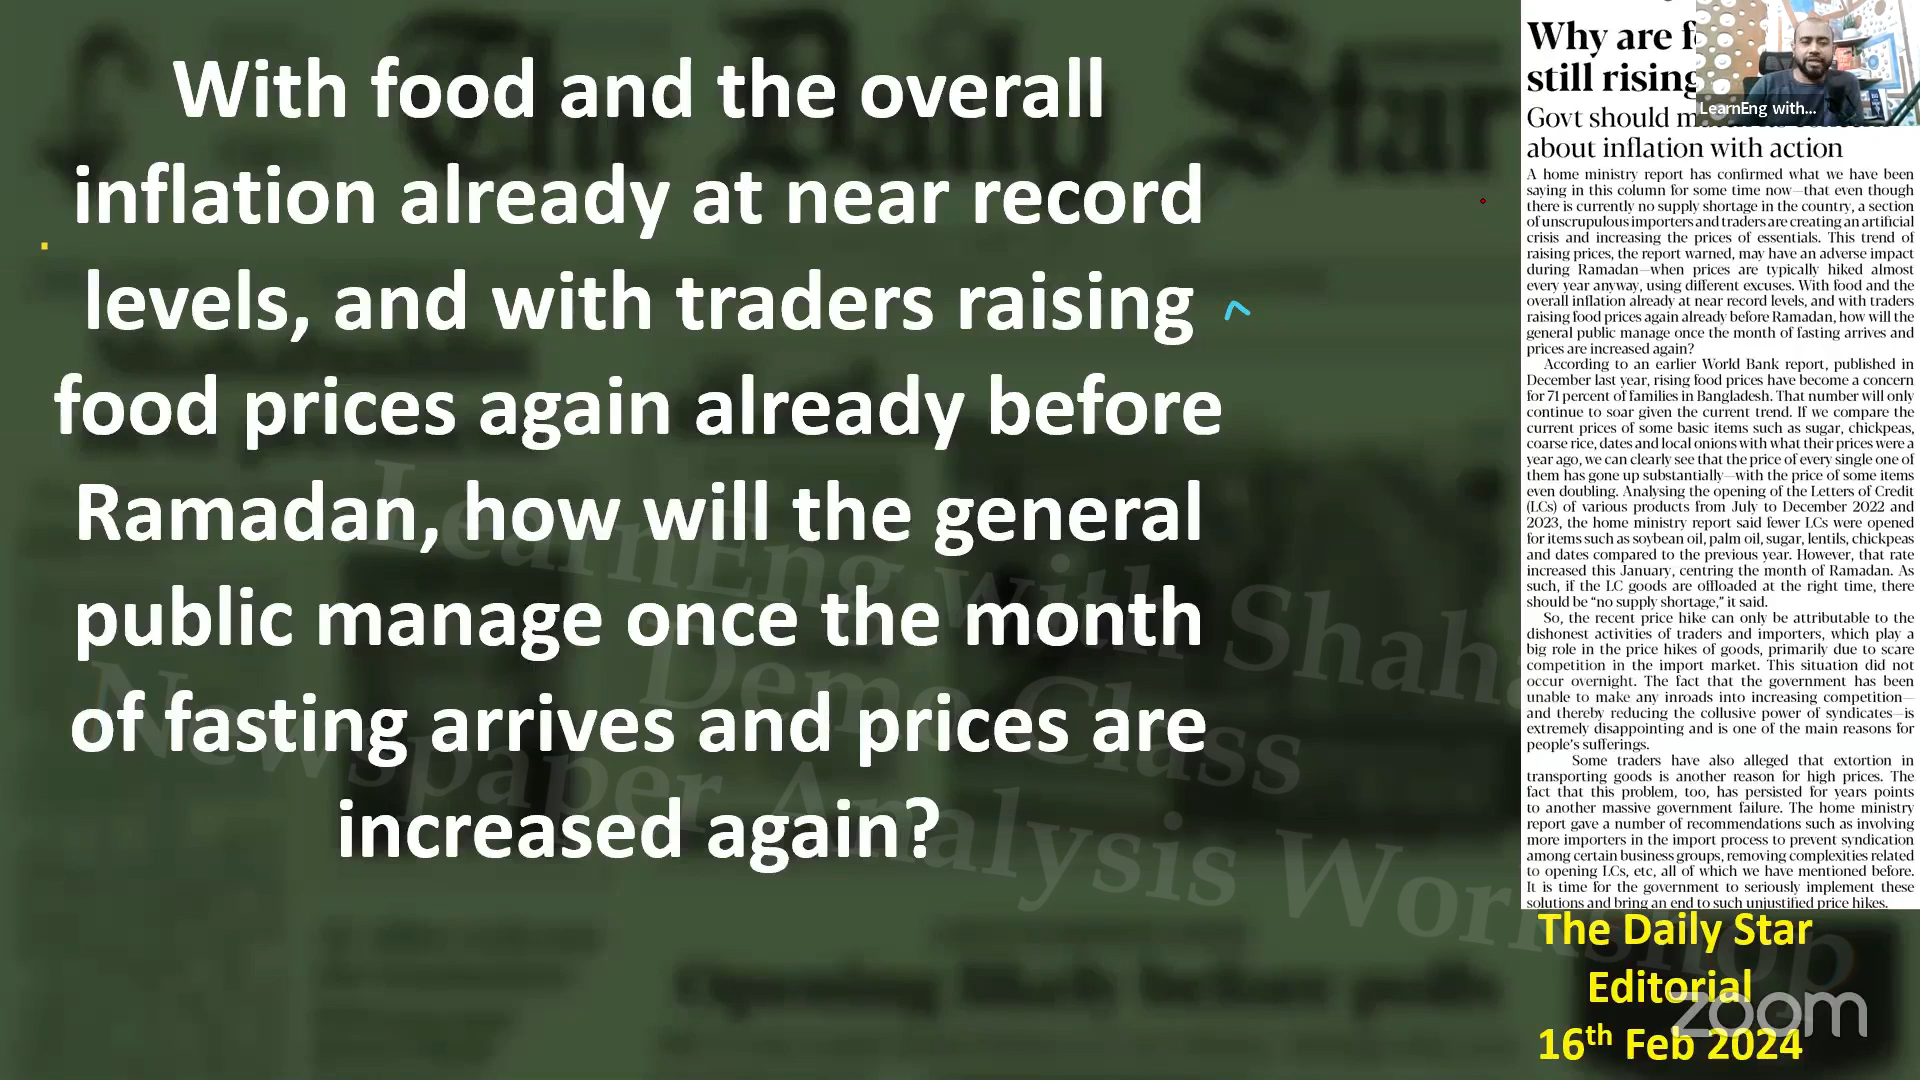 With food and the overall
inflation already at near record
levels, and with traders raising
food prices again already before
Ramadan, how will the general
public manage once the month
of fasting arrives and prices are
increased again?
The Daily Star
LearnEng with Shaha
Demo Class
Newspaper Analysis Workshop
Why are f
still rising
Govt should m
about inflation with action
LearnEng with...
A home ministry report has confirmed what we have been
saying in this column for some time now—that even though
there is currently no supply shortage in the country, a section
of unscrupulous importers and traders are creating an artificial
crisis and increasing the prices of essentials. This trend of
raising prices, the report warned, may have an adverse impact
during Ramadan—when prices are typically hiked almost
every year anyway, using different excuses. With food and the
overall inflation already at near record levels, and with traders
raising food prices again already before Ramadan, how will the
general public manage once the month of fasting arrives and
prices are increased again?
According to an earlier World Bank report, published in
December last year, rising food prices have become a concern
for 71 percent of families in Bangladesh. That number will only
continue to soar given the current trend. If we compare the
current prices of some basic items such as sugar, chickpeas,
coarse rice, dates and local onions with what their prices were a
year ago, we can clearly see that the price of every single one of
them has gone up substantially—with the price of some items
even doubling. Analysing the opening of the Letters of Credit
(LCs) of various products from July to December 2022 and
2023, the home ministry report said fewer LCs were opened
for items such as soybean oil, palm oil, sugar, lentils, chickpeas
and dates compared to the previous year. However, that rate
increased this January, centring the month of Ramadan. As
such, if the LC goods are offloaded at the right time, there
should be “no supply shortage,” it said.
So, the recent price hike can only be attributable to the
dishonest activities of traders and importers, which play a
big role in the price hikes of goods, primarily due to scare
competition in the import market. This situation did not
occur overnight. The fact that the government has been
unable to make any inroads into increasing competition—
and thereby reducing the collusive power of syndicates—is
extremely disappointing and is one of the main reasons for
people’s sufferings.
Some traders have also alleged that extortion in
transporting goods is another reason for high prices. The
fact that this problem, too, has persisted for years points
to another massive government failure. The home ministry
report gave a number of recommendations such as involving
more importers in the import process to prevent syndication
among certain business groups, removing complexities related
to opening LCs, etc, all of which we have mentioned before.
It is time for the government to seriously implement these
solutions and bring an end to such unjustified price hikes.
The Daily Star
Editorial
16th Feb 2024
zoom